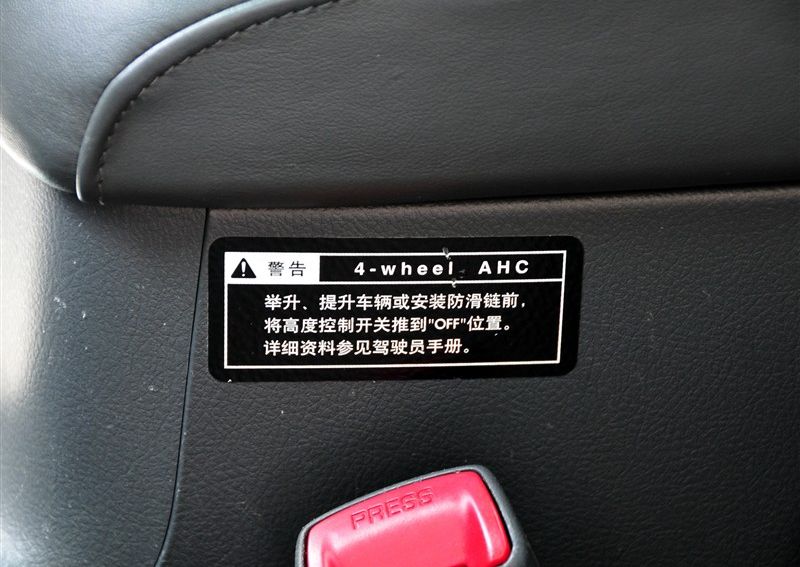 警告 4-wheel AHC
举升、提升车辆或安装防滑链前，
将高度控制开关推到"OFF"位置。
详细资料参见驾驶员手册。
PRESS